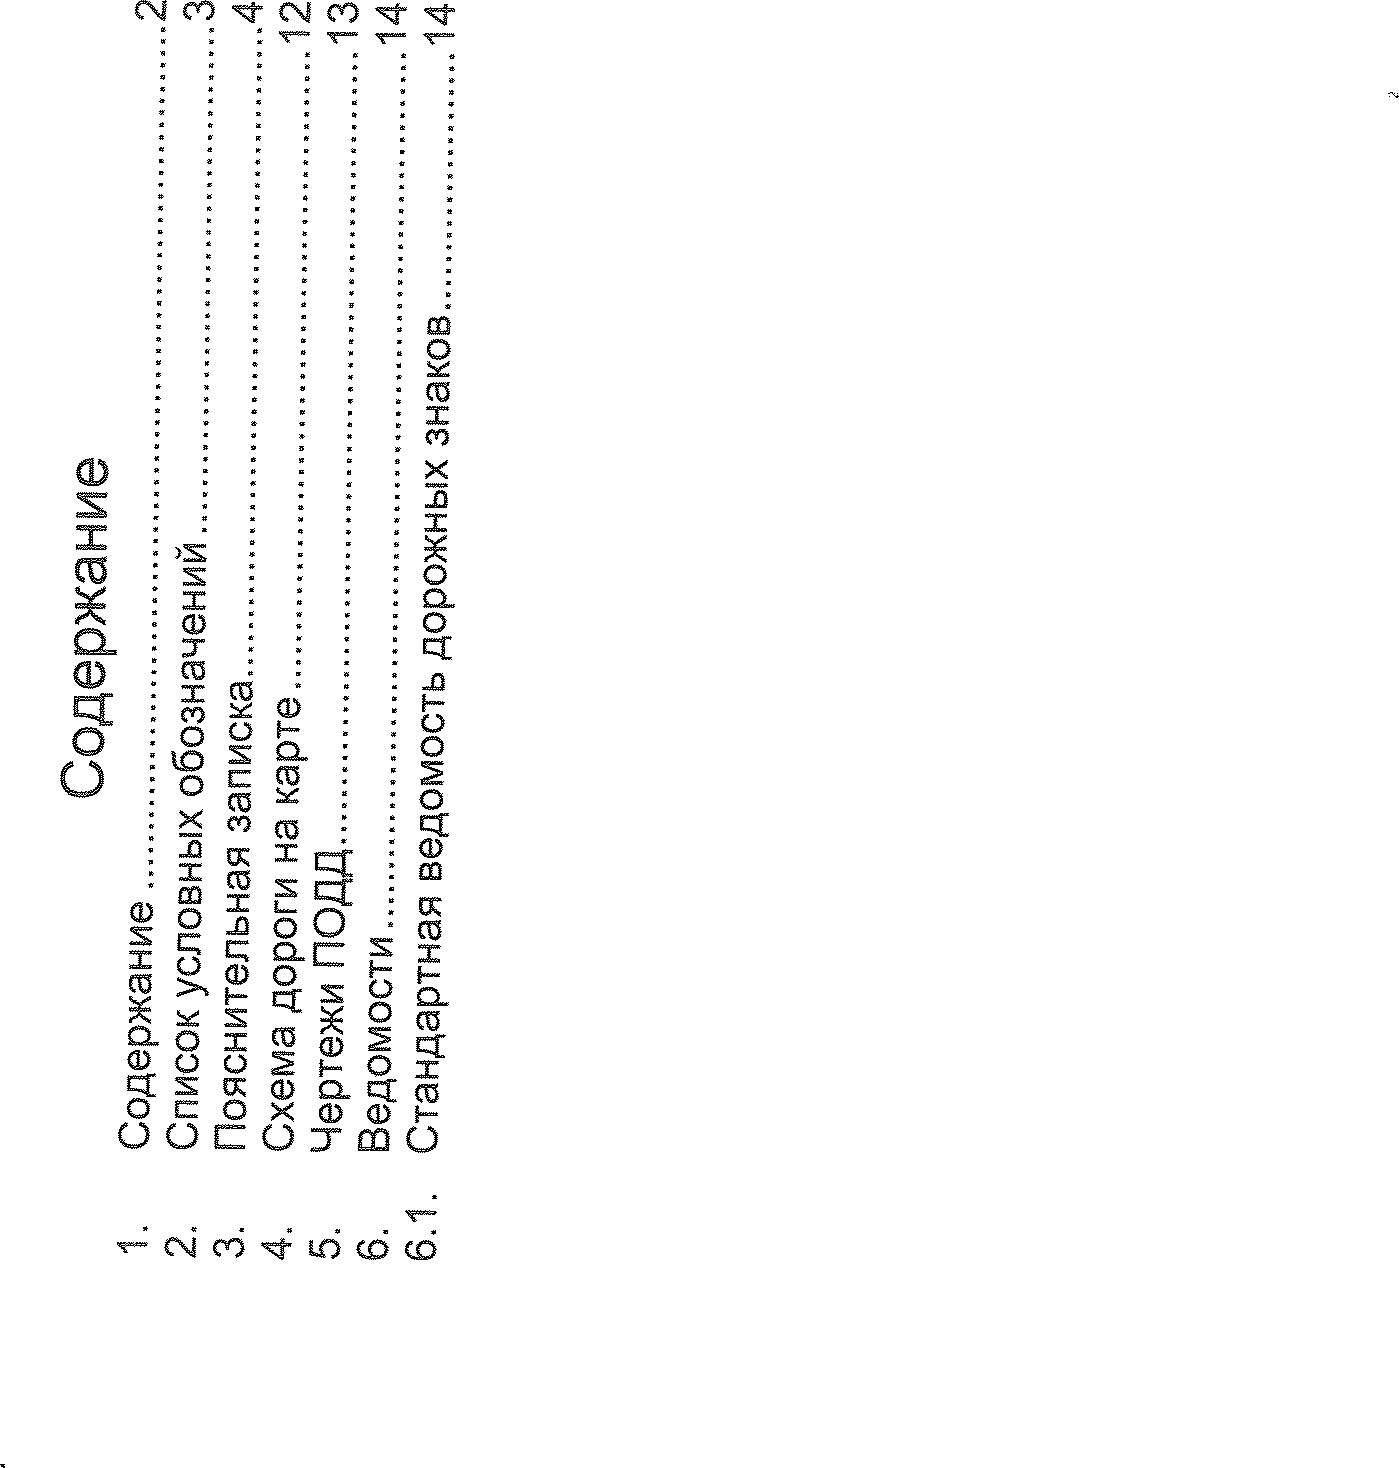 Содержание
1. Содержание ........................................................................ 2
2. Список условных обозначений .......................................... 3
3. Пояснительная записка...................................................... 4
4. Схема дороги на карте ..................................................... 12
5. Чертежи ПОДД.................................................................. 13
6. Ведомости......................................................................... 14
6.1. Стандартная ведомость дорожных знаков...................... 14
2